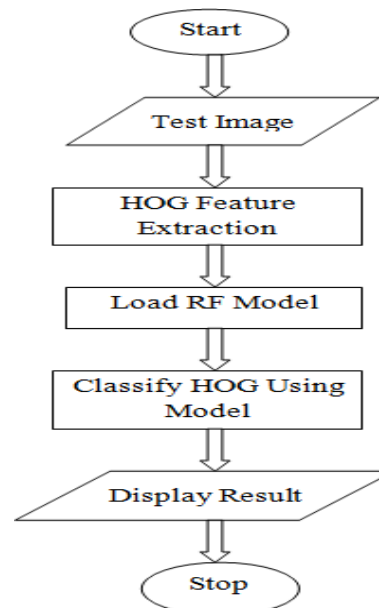 Start
Test Image
HOG Feature
Extraction
Load RF Model
Classify HOG Using
Model
Display Result
Stop